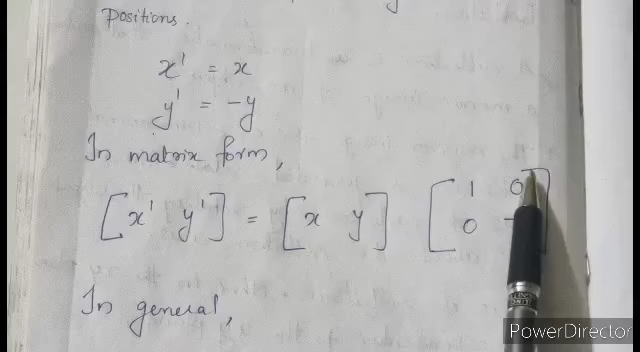 positions.
x' = x
y' = -y
In matrix form,
[x' y'] = [x y] [1 0
0 -
In general,
PowerDirector